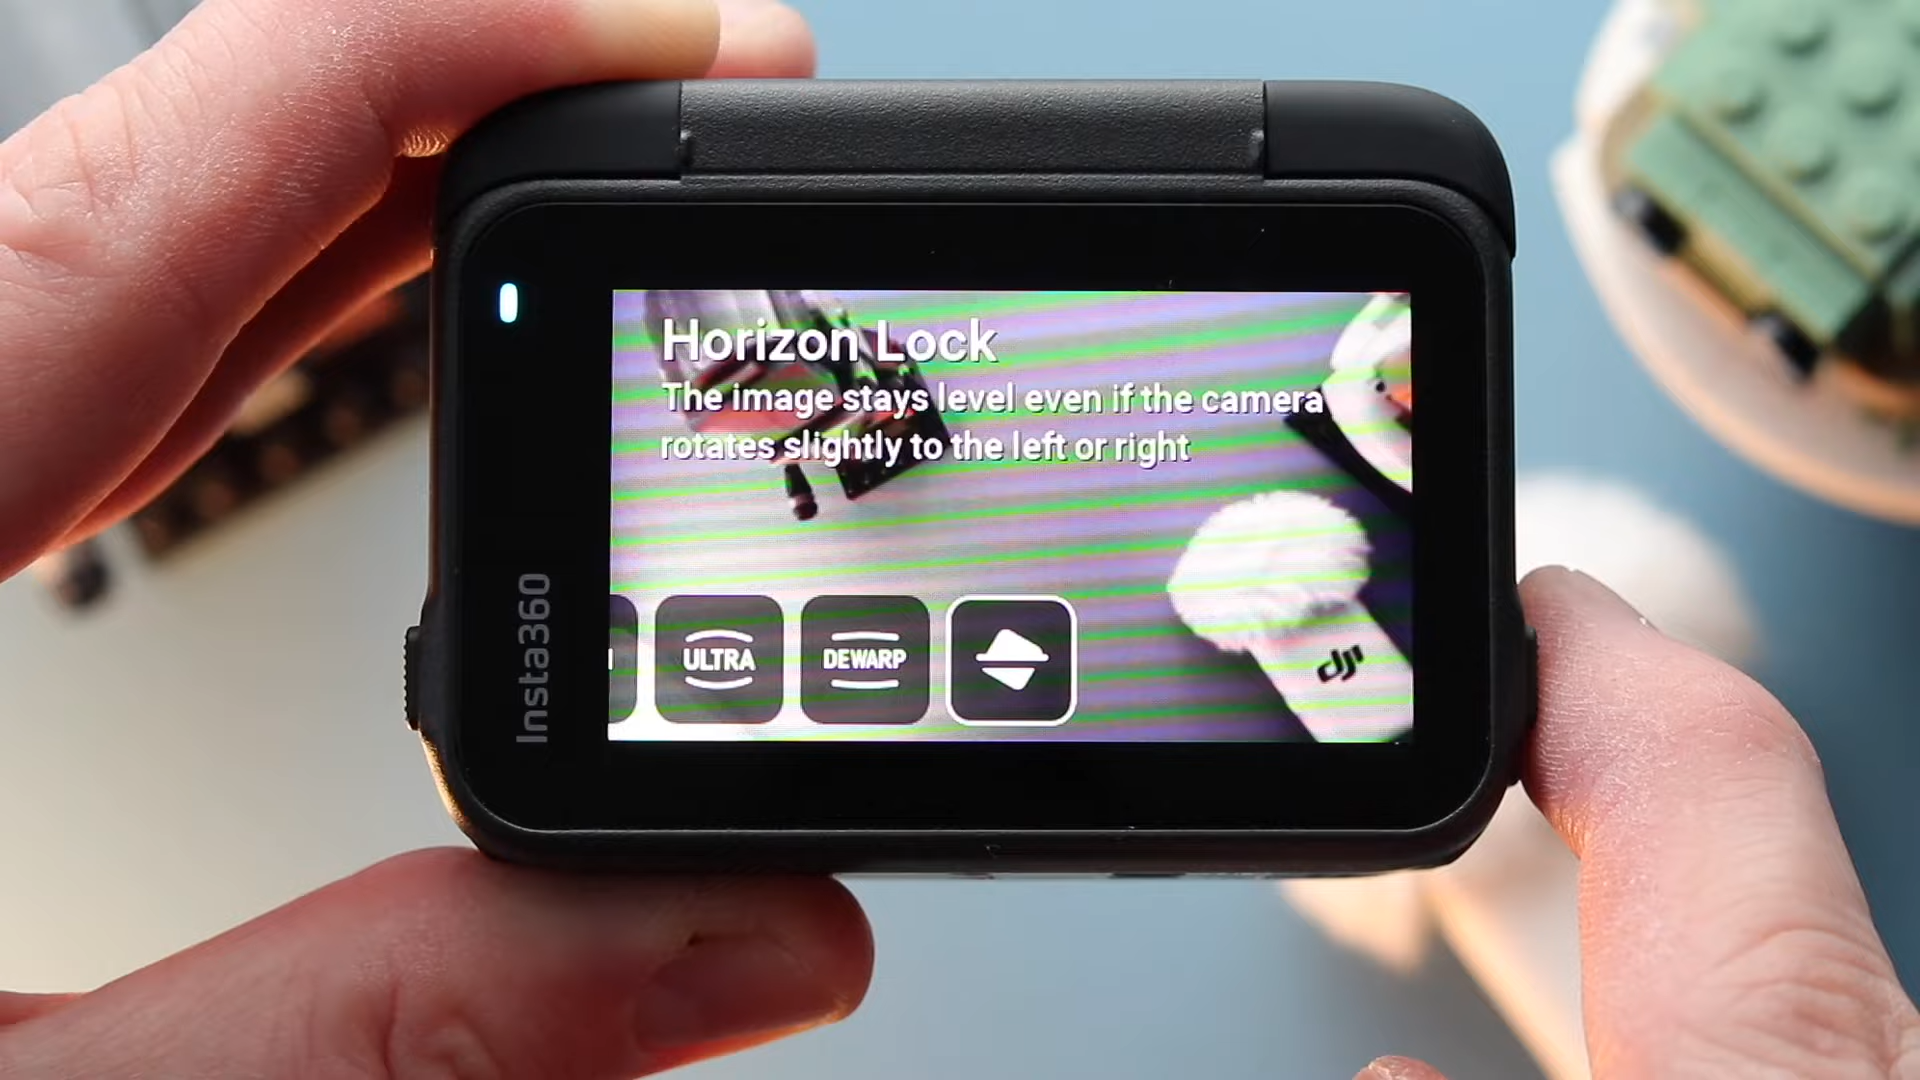 Horizon Lock
The image stays level even if the camera
rotates slightly to the left or right
ULTRA
DEWARP
dji
Insta360